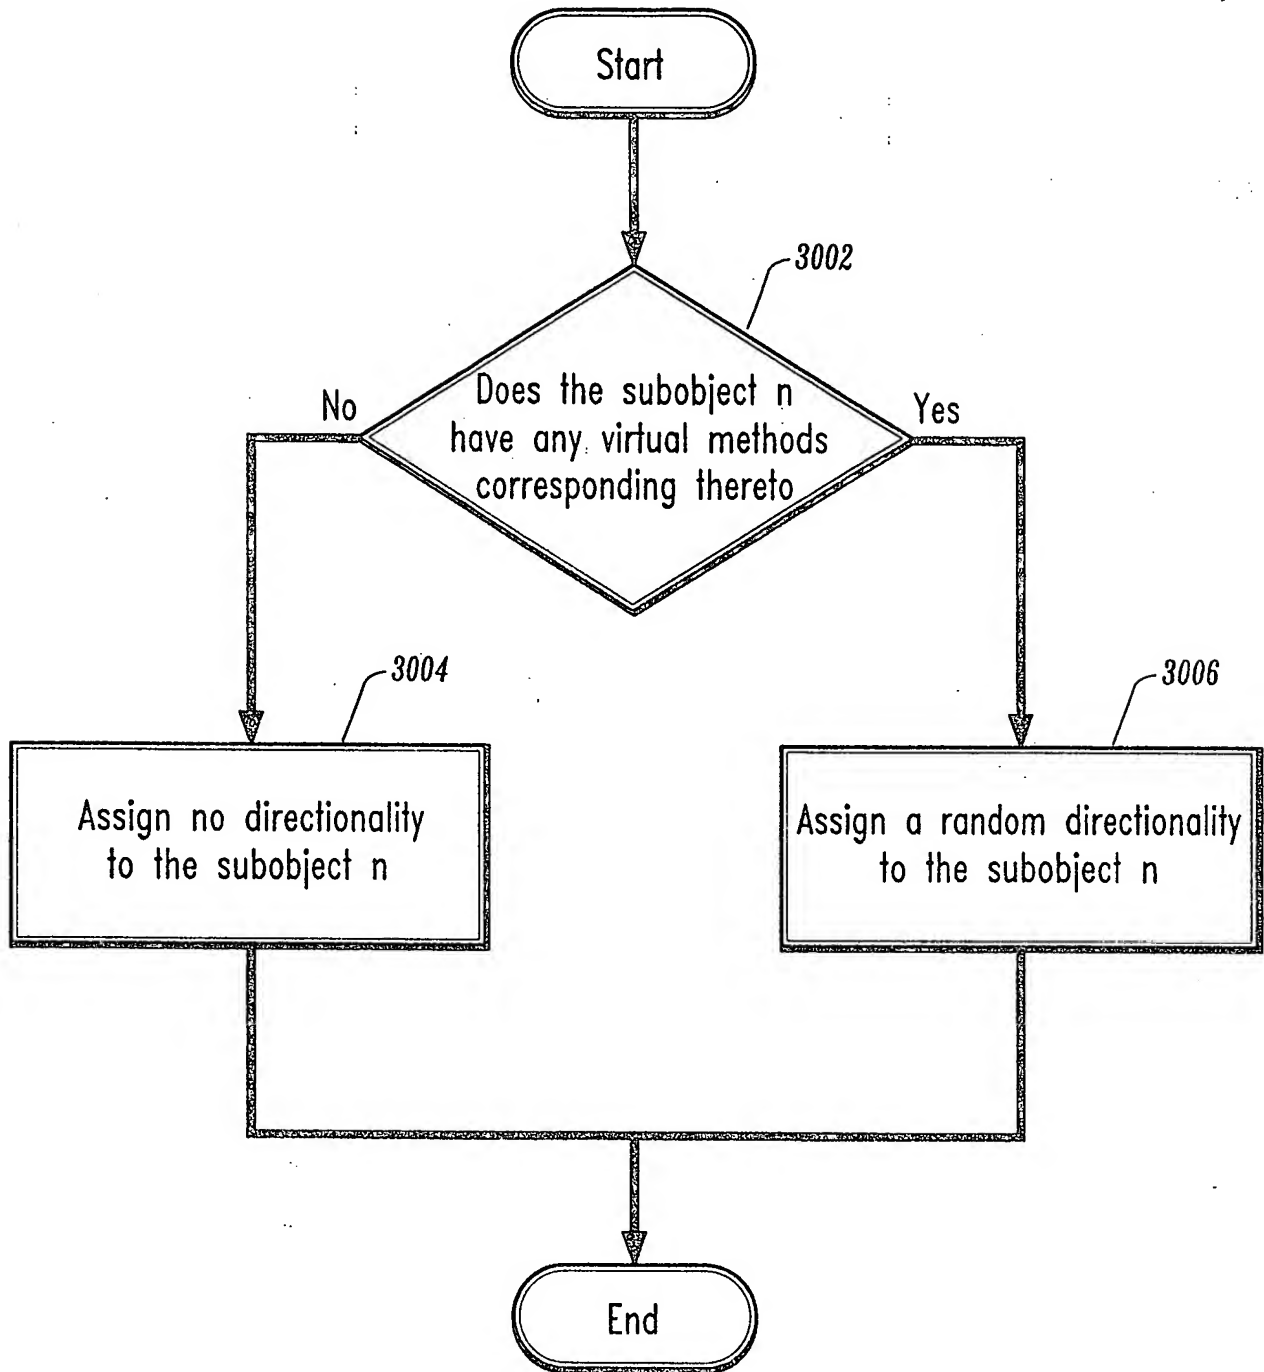 Start
3002
Does the subobject n
have any virtual methods
corresponding thereto
No
Yes
3004
3006
Assign no directionality
to the subobject n
Assign a random directionality
to the subobject n
End